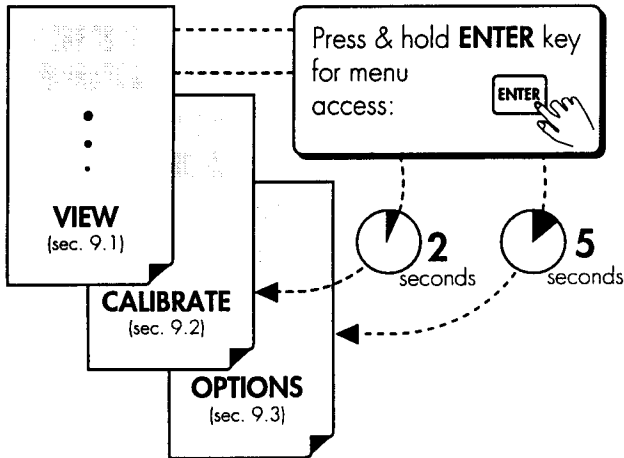 Press & hold ENTER key
for menu
access:
ENTER
VIEW
(sec. 9.1)
2
seconds
5
seconds
CALIBRATE
(sec. 9.2)
OPTIONS
(sec. 9.3)